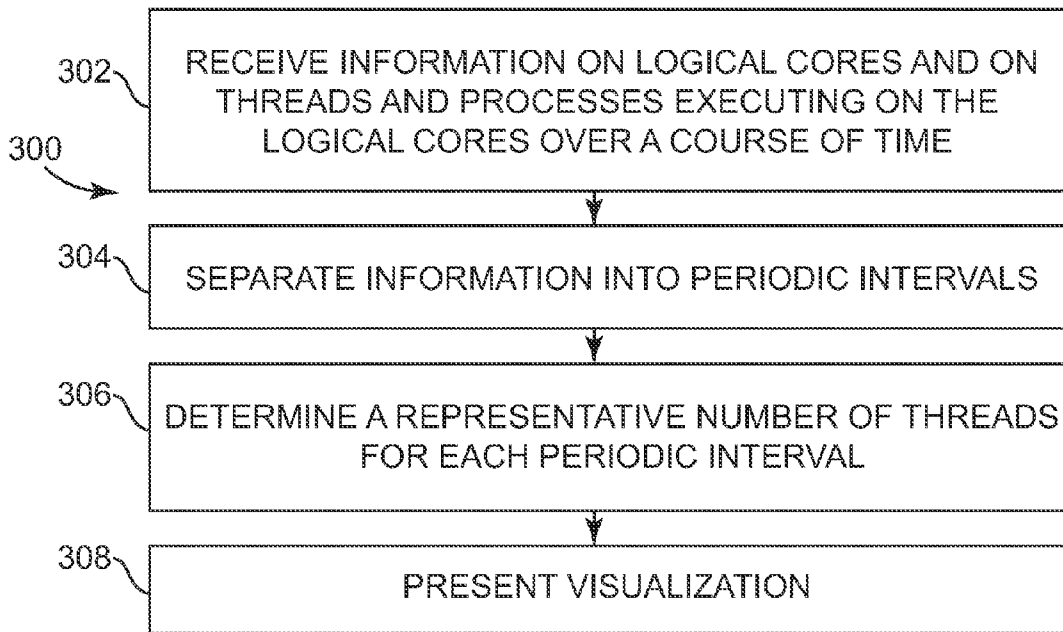 302
RECEIVE INFORMATION ON LOGICAL CORES AND ON
THREADS AND PROCESSES EXECUTING ON THE
LOGICAL CORES OVER A COURSE OF TIME
300
304
SEPARATE INFORMATION INTO PERIODIC INTERVALS
306
DETERMINE A REPRESENTATIVE NUMBER OF THREADS
FOR EACH PERIODIC INTERVAL
308
PRESENT VISUALIZATION